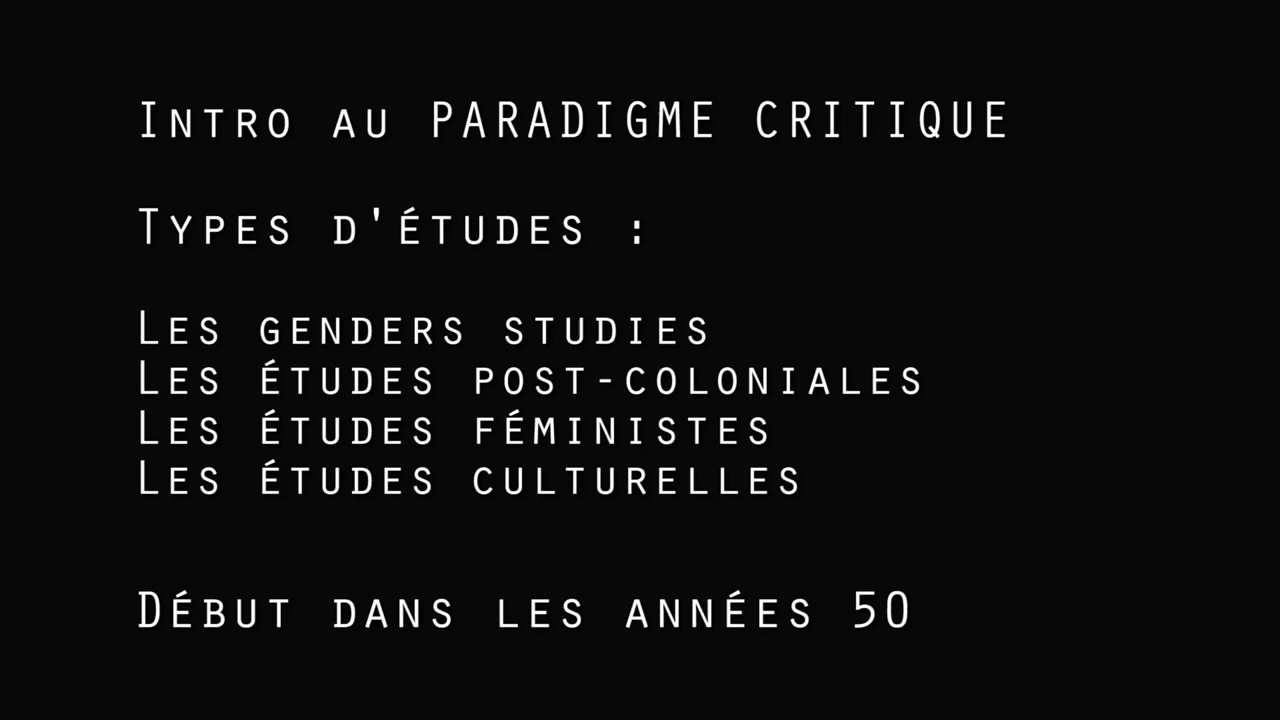 Intro au PARADIGME CRITIQUE
Types d'études :
Les genders studies
Les études post-coloniales
Les études féministes
Les études culturelles
Début dans les années 50